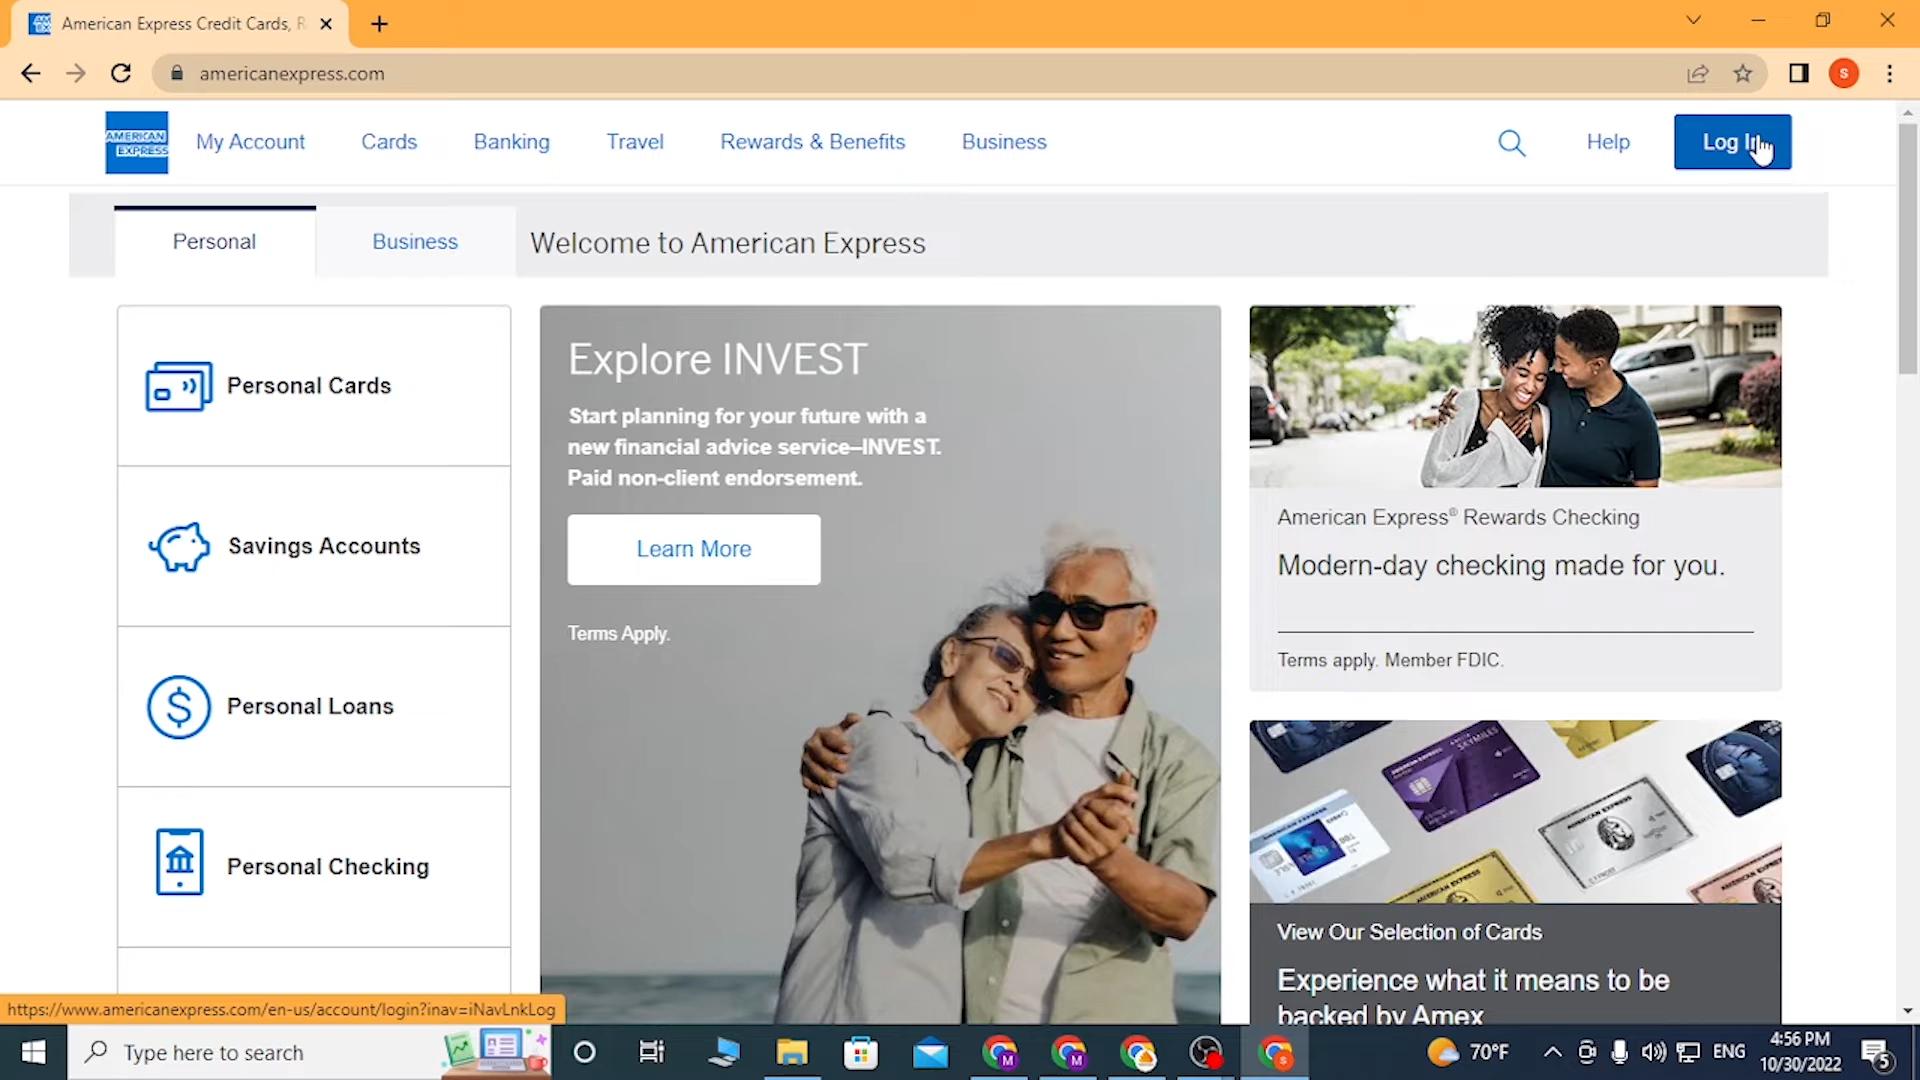 American Express Credit Cards, R
americanexpress.com
S
AMERICAN
EXPRESS
My Account
Cards
Banking
Travel
Rewards & Benefits
Business
Help
Log In
Personal
Business
Welcome to American Express
Personal Cards
Savings Accounts
Personal Loans
Personal Checking
Explore INVEST
Start planning for your future with a
new financial advice service–INVEST.
Paid non-client endorsement.
Learn More
Terms Apply.
American Express® Rewards Checking
Modern-day checking made for you.
Terms apply. Member FDIC.
View Our Selection of Cards
Experience what it means to be
backed by Amex
https://www.americanexpress.com/en-us/account/login?inav=iNavLnkLog
Type here to search
70°F
ENG
4:56 PM
10/30/2022
5